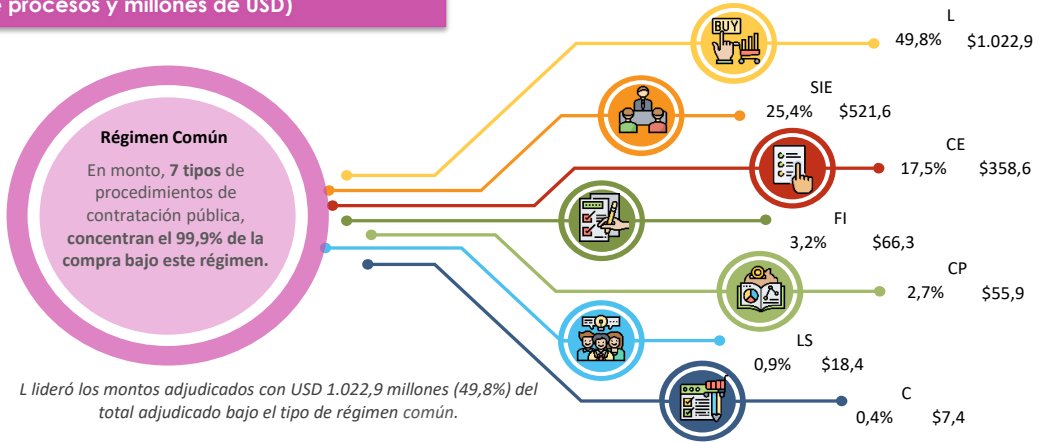 e procesos y millones de USD)
Régimen Común
En monto, 7 tipos de
procedimientos de
contratación pública,
concentran el 99,9% de la
compra bajo este régimen.
L lideró los montos adjudicados con USD 1.022,9 millones (49,8%) del
total adjudicado bajo el tipo de régimen común.
BUY
L
49,8% $1.022,9
SIE
25,4% $521,6
CE
17,5% $358,6
FI
3,2% $66,3
CP
2,7% $55,9
LS
0,9% $18,4
C
0,4% $7,4